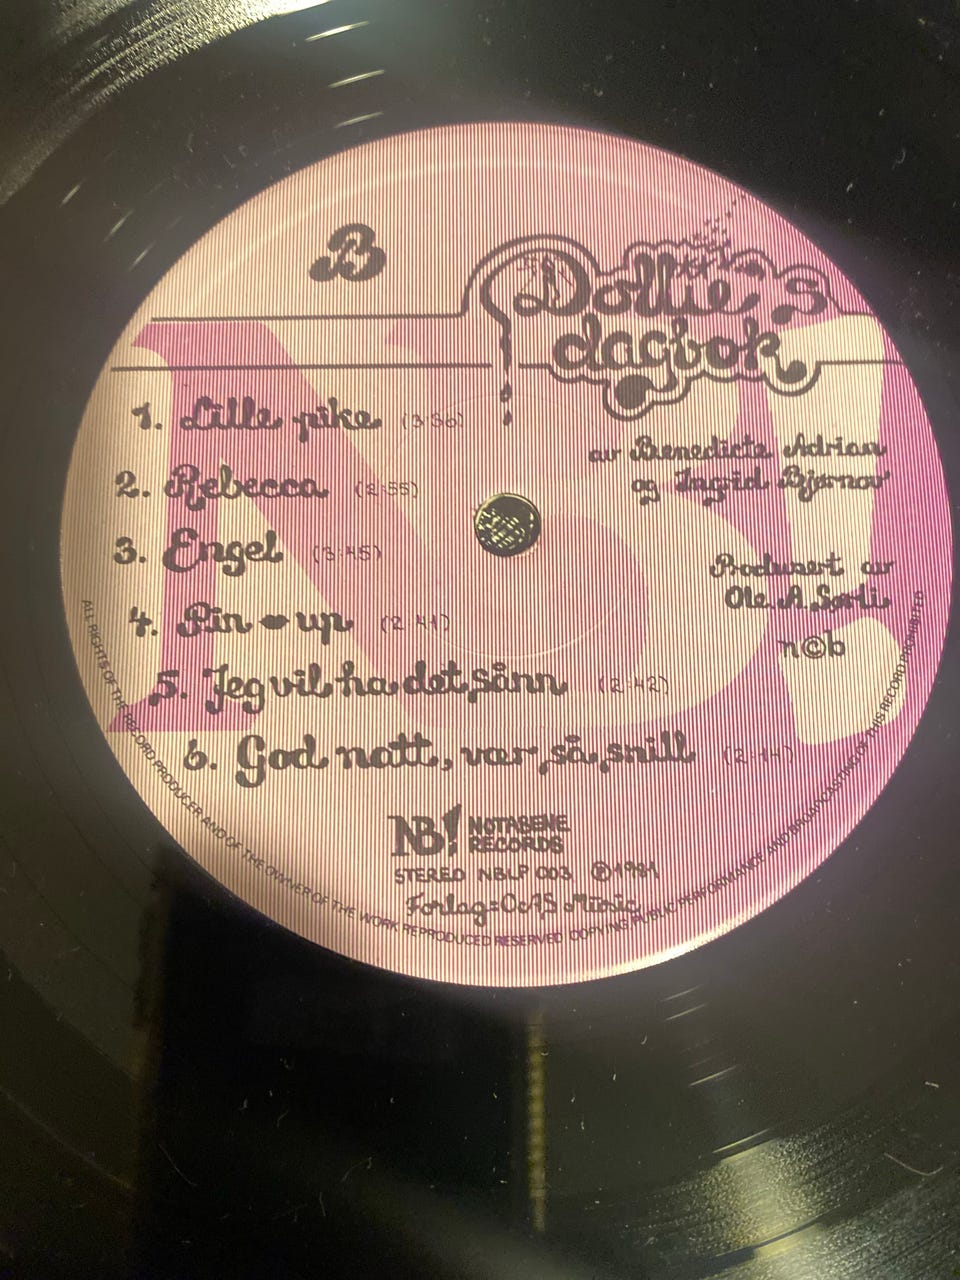 B
Dollie's
dagbok
1. Lille pike (3:36)
av Benedicte Adrian
og Ingrid Bjørnov
2. Rebecca (2:55)
3. Engel (3:45)
Produsert av
Ole A Sørli
n©b
4. Pin-up (2:41)
5. Jeg vil ha det sånn (2:42)
6. God natt, vær så snill (2:14)
NB! NOTABENE
RECORDS
STEREO NBLP 003 ℗1981
Forlag: OAS Music
ALL RIGHTS OF THE RECORD PRODUCER AND OF THE OWNER OF THE WORK REPRODUCED RESERVED COPYING, PUBLIC PERFORMANCE AND BROADCASTING OF THIS RECORD PROHIBITED